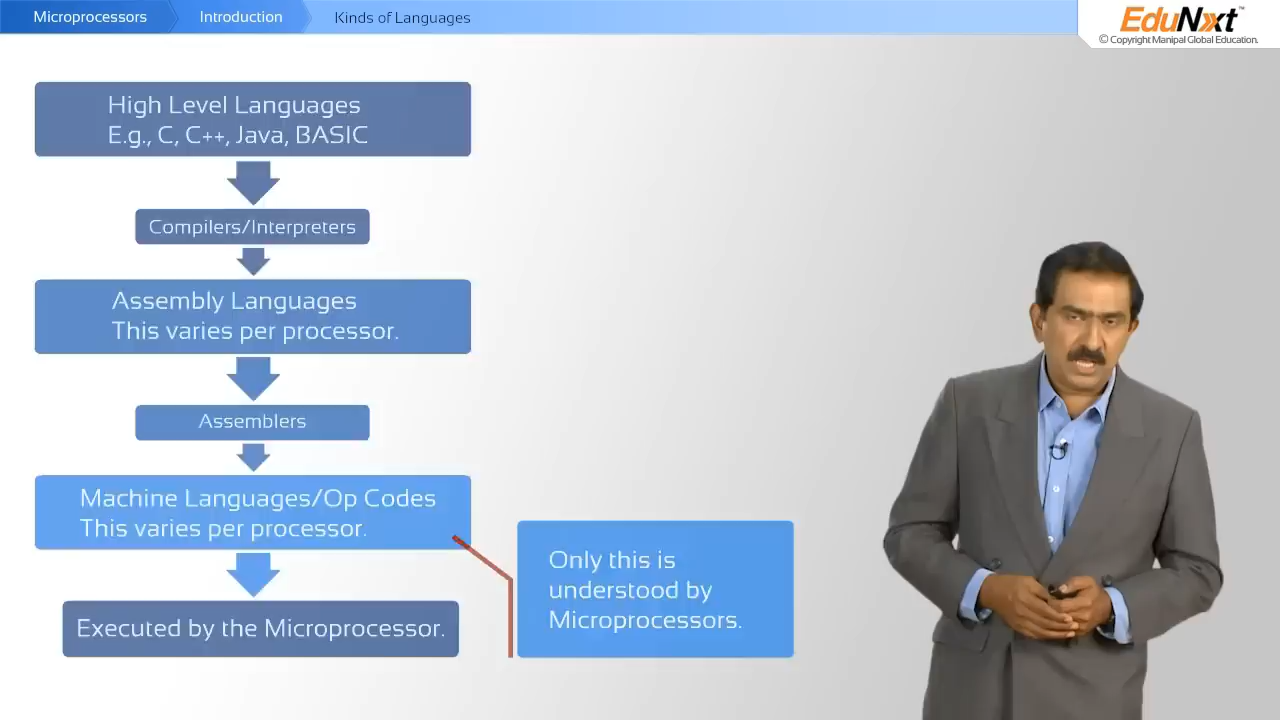 Microprocessors
Introduction
Kinds of Languages
EduNxt™
© Copyright Manipal Global Education.
High Level Languages
E.g., C, C++, Java, BASIC
Compilers/Interpreters
Assembly Languages
This varies per processor.
Assemblers
Machine Languages/Op Codes
This varies per processor.
Only this is
understood by
Microprocessors.
Executed by the Microprocessor.